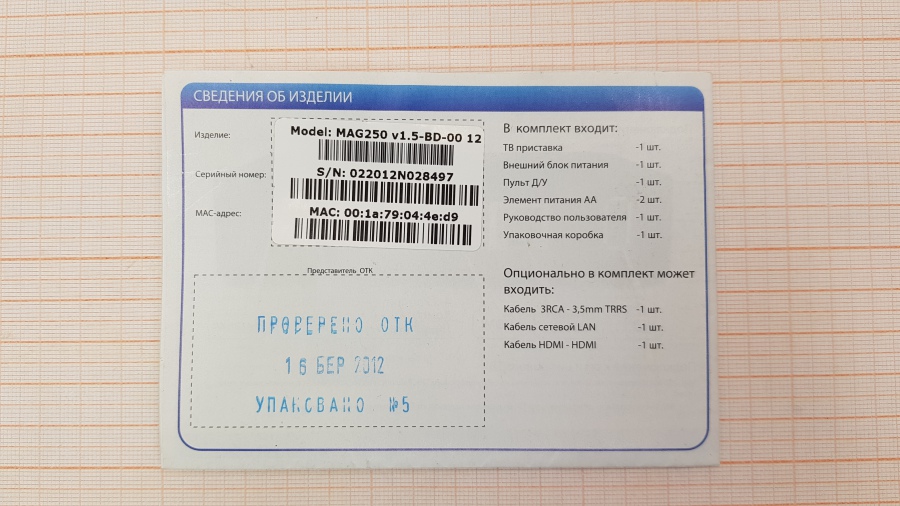 СВЕДЕНИЯ ОБ ИЗДЕЛИИ
Изделие:
Model: MAG250 v1.5-BD-00 12
Серийный номер:
S/N: 022012N028497
MAC-адрес:
MAC: 00:1a:79:04:4e:d9
Представитель ОТК
ПРОВЕРЕНО ОТК
16 БЕР 2012
УПАКОВАНО №5
В комплект входит:
ТВ приставка -1 шт.
Внешний блок питания -1 шт.
Пульт Д/У -1 шт.
Элемент питания АА -2 шт.
Руководство пользователя -1 шт.
Упаковочная коробка -1 шт.
Опционально в комплект может
входить:
Кабель 3RCA - 3,5mm TRRS -1 шт.
Кабель сетевой LAN -1 шт.
Кабель HDMI - HDMI -1 шт.